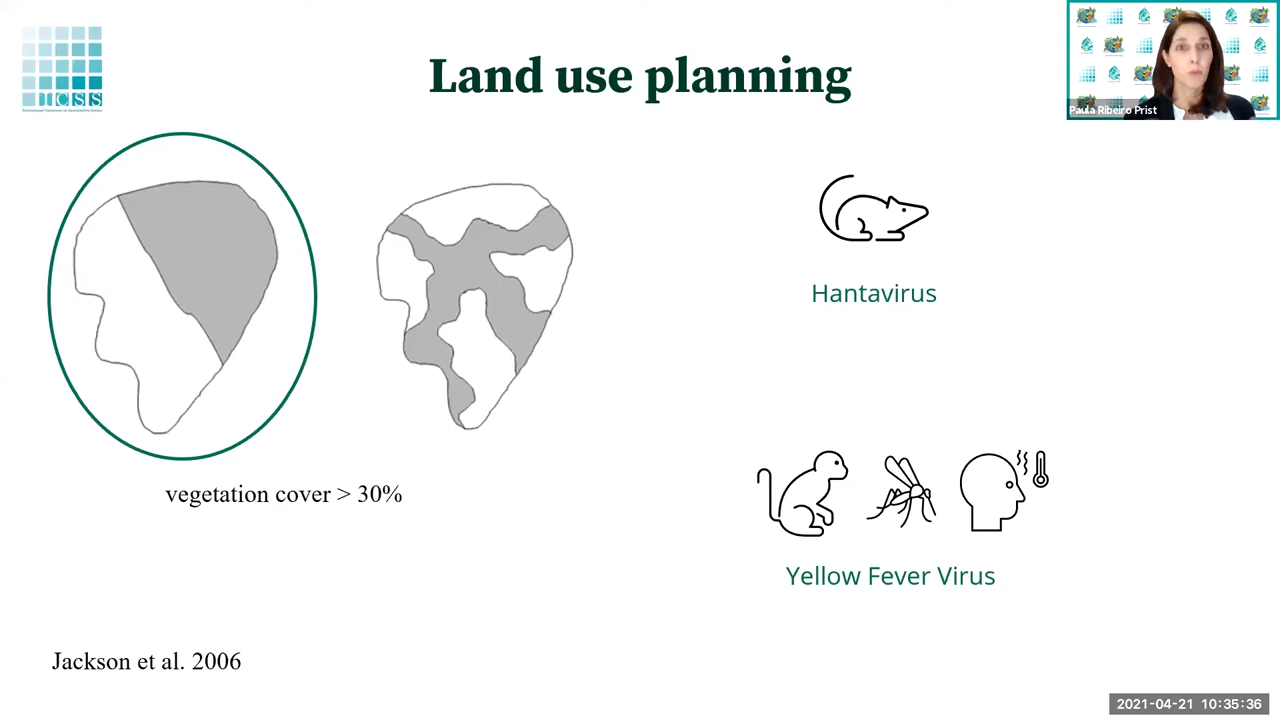 IICSS
Land use planning
Paula Ribeiro Prist
Hantavirus
vegetation cover > 30%
Yellow Fever Virus
Jackson et al. 2006
2021-04-21 10:35:36